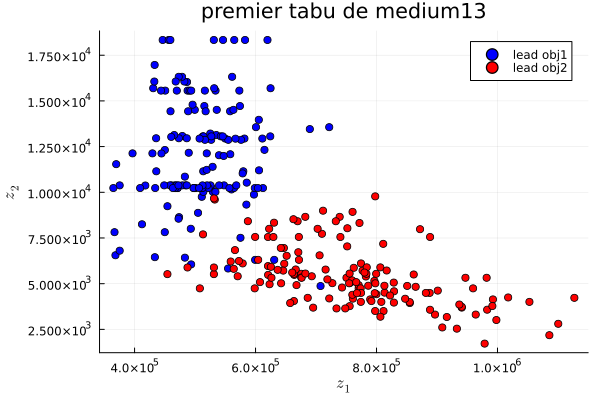 premier tabu de medium13
lead obj1
lead obj2
1.750×10⁴
1.500×10⁴
1.250×10⁴
1.000×10⁴
7.500×10³
5.000×10³
2.500×10³
z₂
4.0×10⁵ 6.0×10⁵ 8.0×10⁵ 1.0×10⁶
z₁